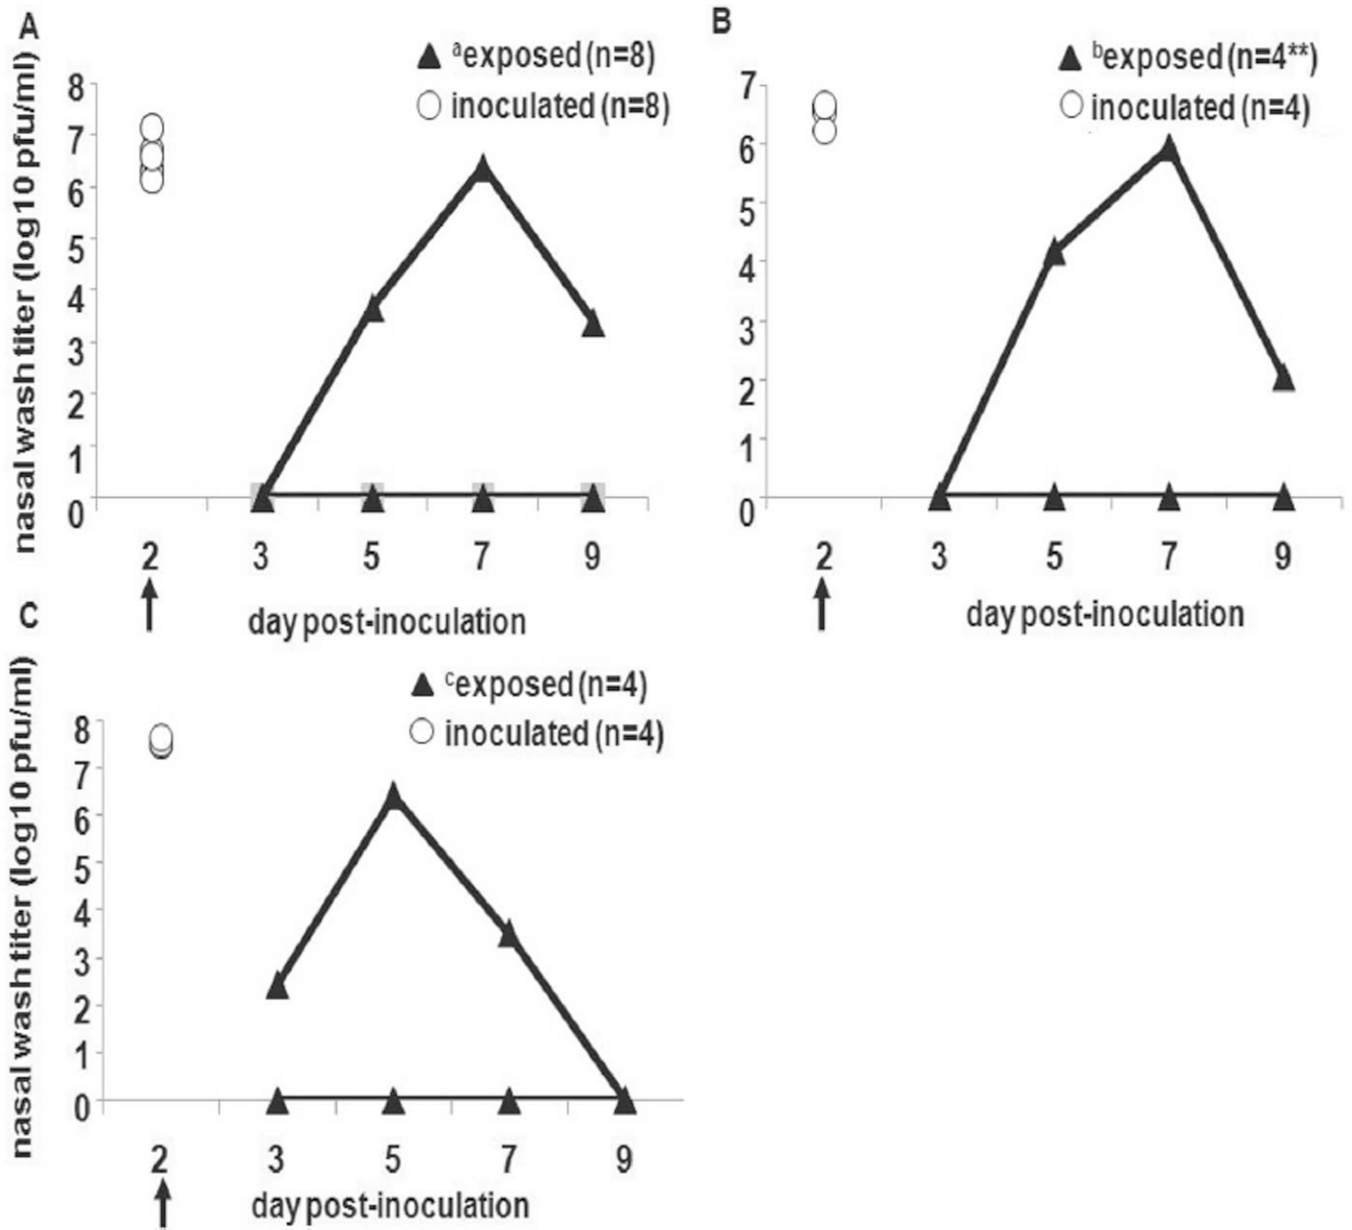 A
nasal wash titer (log10 pfu/ml)
ᵃexposed (n=8)
inoculated (n=8)
8
7
6
5
4
3
2
1
0
2 3 5 7 9
day post-inoculation
B
ᵇexposed (n=4**)
inoculated (n=4)
7
6
5
4
3
2
1
0
2 3 5 7 9
day post-inoculation
C
nasal wash titer (log10 pfu/ml)
ᶜexposed (n=4)
inoculated (n=4)
8
7
6
5
4
3
2
1
0
2 3 5 7 9
day post-inoculation